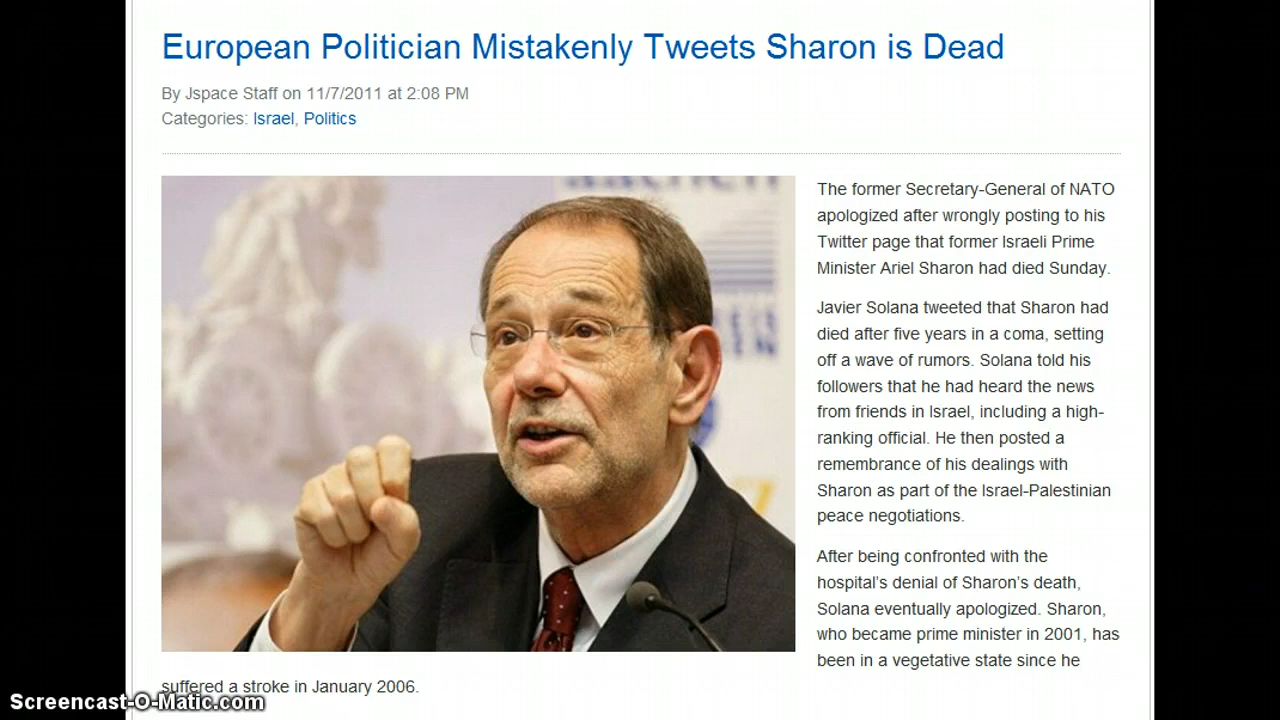 European Politician Mistakenly Tweets Sharon is Dead
By Jspace Staff on 11/7/2011 at 2:08 PM
Categories: Israel, Politics
The former Secretary-General of NATO
apologized after wrongly posting to his
Twitter page that former Israeli Prime
Minister Ariel Sharon had died Sunday.
Javier Solana tweeted that Sharon had
died after five years in a coma, setting
off a wave of rumors. Solana told his
followers that he had heard the news
from friends in Israel, including a high-
ranking official. He then posted a
remembrance of his dealings with
Sharon as part of the Israel-Palestinian
peace negotiations.
After being confronted with the
hospital's denial of Sharon's death,
Solana eventually apologized. Sharon,
who became prime minister in 2001, has
been in a vegetative state since he
suffered a stroke in January 2006.
Screencast-O-Matic.com